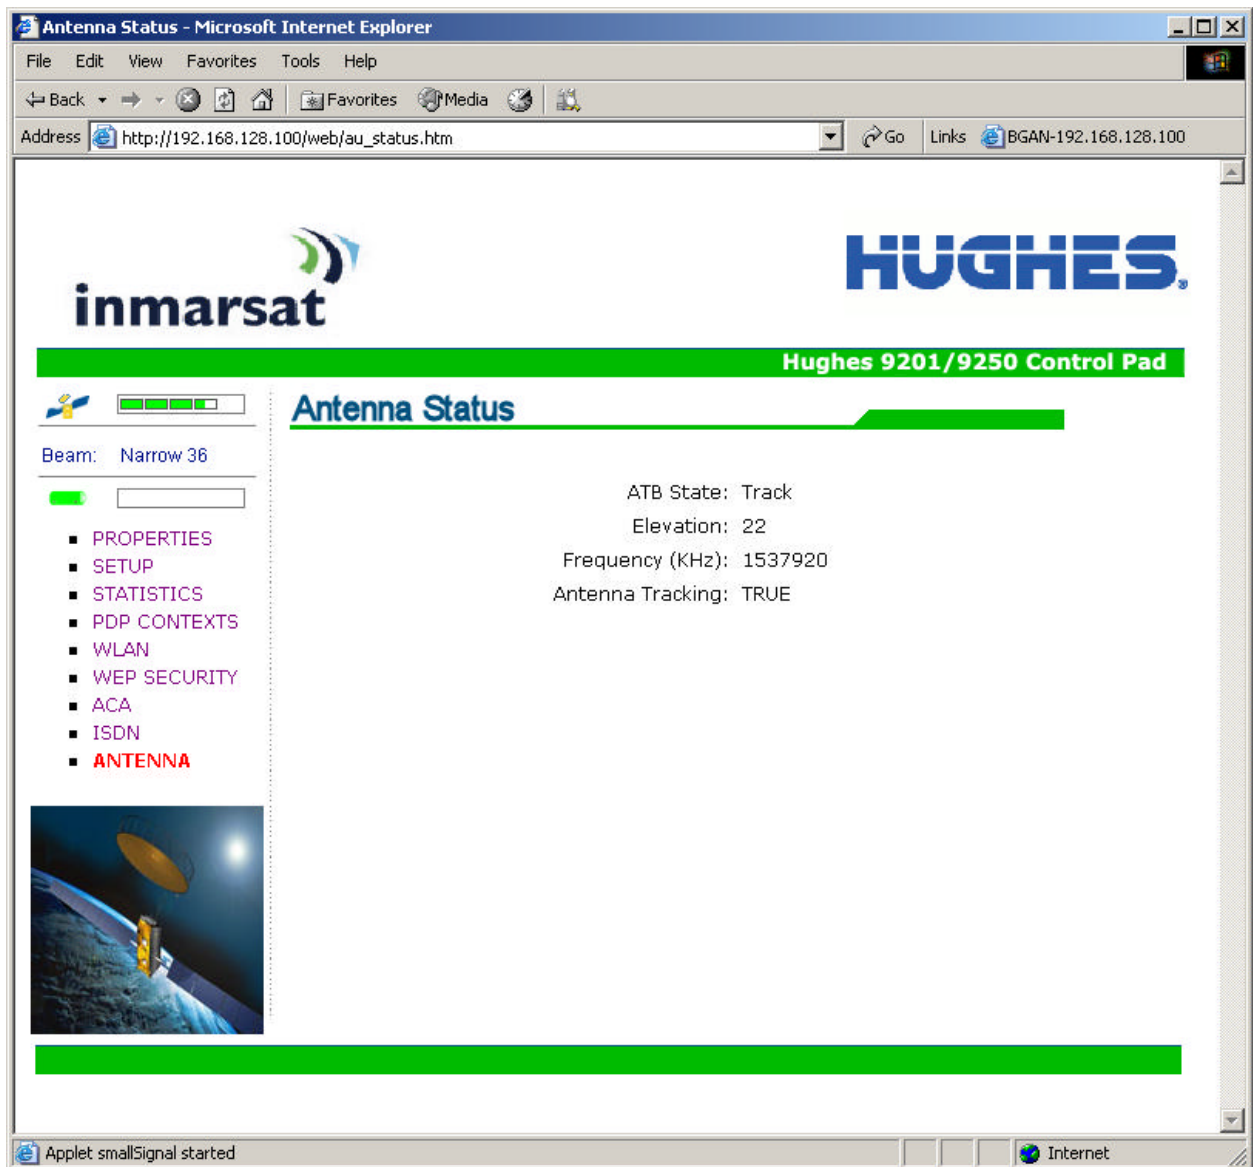 Antenna Status - Microsoft Internet Explorer
File Edit View Favorites Tools Help
Back Favorites Media
Address http://192.168.128.100/web/au_status.htm Go Links BGAN-192.168.128.100
inmarsat
HUGHES®
Hughes 9201/9250 Control Pad
Antenna Status
Beam: Narrow 36
ATB State: Track
Elevation: 22
Frequency (KHz): 1537920
Antenna Tracking: TRUE
PROPERTIES
SETUP
STATISTICS
PDP CONTEXTS
WLAN
WEP SECURITY
ACA
ISDN
ANTENNA
Applet smallSignal started Internet